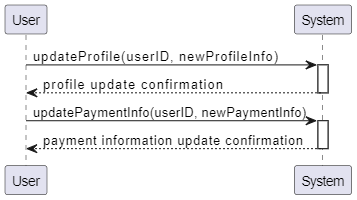 User
System
updateProfile(userID, newProfileInfo)
profile update confirmation
updatePaymentInfo(userID, newPaymentInfo)
payment information update confirmation
User
System